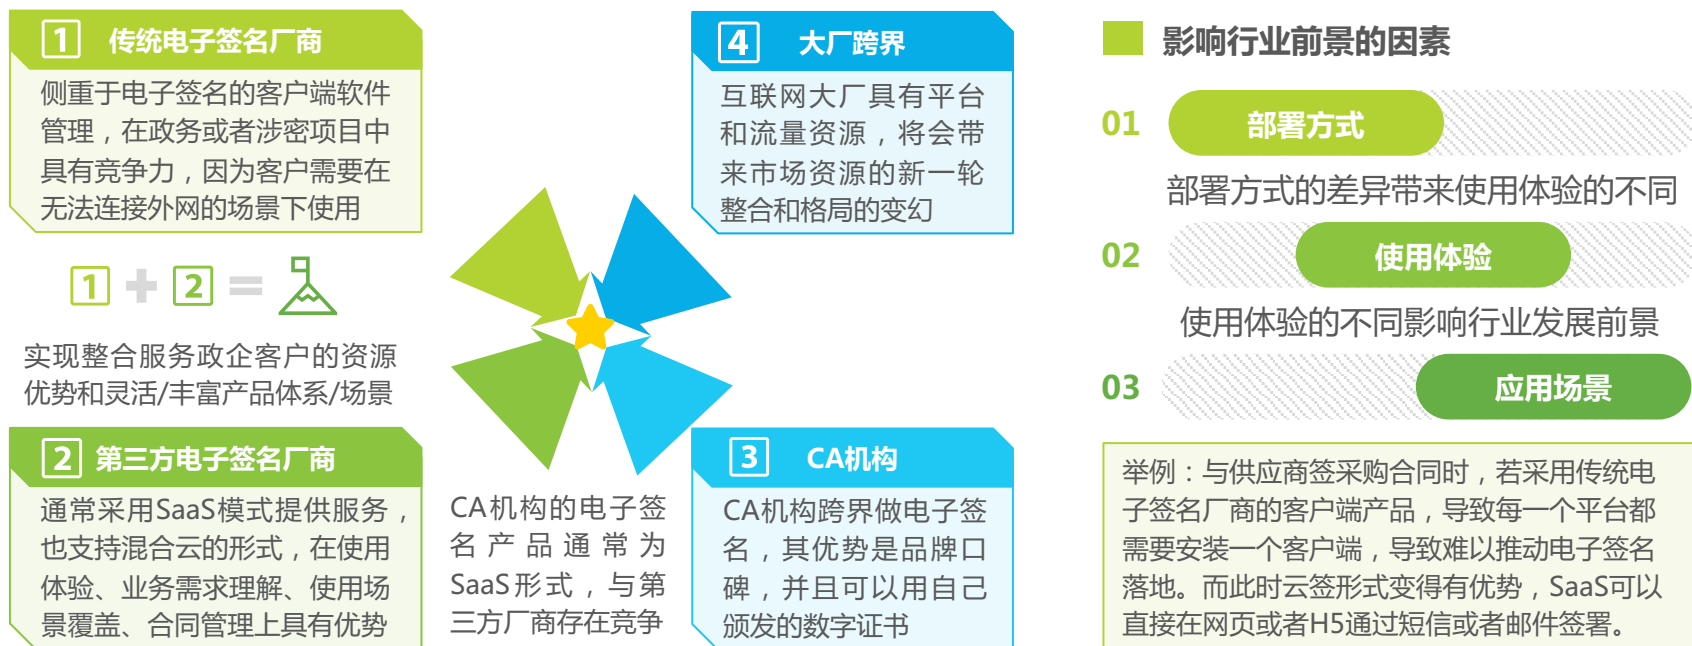 1 传统电子签名厂商
侧重于电子签名的客户端软件
管理，在政务或者涉密项目中
具有竞争力，因为客户需要在
无法连接外网的场景下使用
1 + 2 =
实现整合服务政企客户的资源
优势和灵活/丰富产品体系/场景
2 第三方电子签名厂商
通常采用SaaS模式提供服务，
也支持混合云的形式，在使用
体验、业务需求理解、使用场
景覆盖、合同管理上具有优势
4 大厂跨界
互联网大厂具有平台
和流量资源，将会带
来市场资源的新一轮
整合和格局的变幻
CA机构的电子签
名产品通常为
SaaS形式，与第
三方厂商存在竞争
3 CA机构
CA机构跨界做电子签
名，其优势是品牌口
碑，并且可以用自己
颁发的数字证书
影响行业前景的因素
01 部署方式
部署方式的差异带来使用体验的不同
02 使用体验
使用体验的不同影响行业发展前景
03 应用场景
举例：与供应商签采购合同时，若采用传统电
子签名厂商的客户端产品，导致每一个平台都
需要安装一个客户端，导致难以推动电子签名
落地。而此时云签形式变得有优势，SaaS可以
直接在网页或者H5通过短信或者邮件签署。